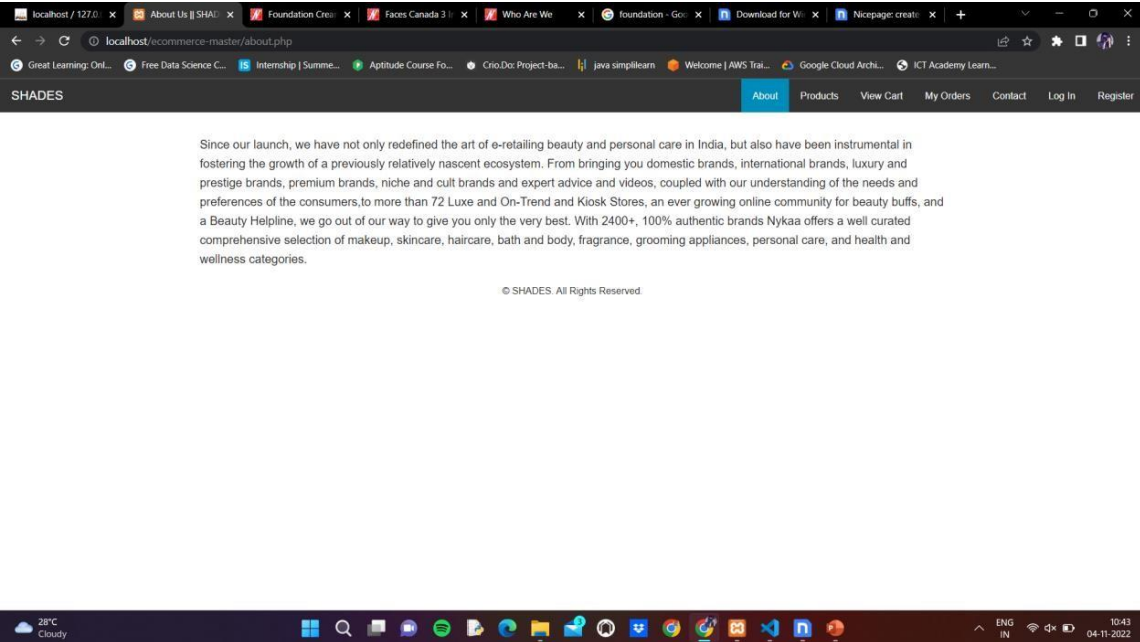 localhost / 127.0.
About Us || SHAD
Foundation Crea
Faces Canada 3 I
Who Are We
foundation - Goo
Download for Wi
Nicepage: create
localhost/ecommerce-master/about.php
Great Learning: Onl...
Free Data Science C...
IS Internship | Summe...
Aptitude Course Fo...
Crio.Do: Project-ba...
java simplilearn
Welcome | AWS Trai...
Google Cloud Archi...
ICT Academy Learn...
SHADES
About
Products
View Cart
My Orders
Contact
Log In
Register
Since our launch, we have not only redefined the art of e-retailing beauty and personal care in India, but also have been instrumental in
fostering the growth of a previously relatively nascent ecosystem. From bringing you domestic brands, international brands, luxury and
prestige brands, premium brands, niche and cult brands and expert advice and videos, coupled with our understanding of the needs and
preferences of the consumers,to more than 72 Luxe and On-Trend and Kiosk Stores, an ever growing online community for beauty buffs, and
a Beauty Helpline, we go out of our way to give you only the very best. With 2400+, 100% authentic brands Nykaa offers a well curated
comprehensive selection of makeup, skincare, haircare, bath and body, fragrance, grooming appliances, personal care, and health and
wellness categories.
© SHADES. All Rights Reserved.
28°C
Cloudy
ENG
IN
10:43
04-11-2022